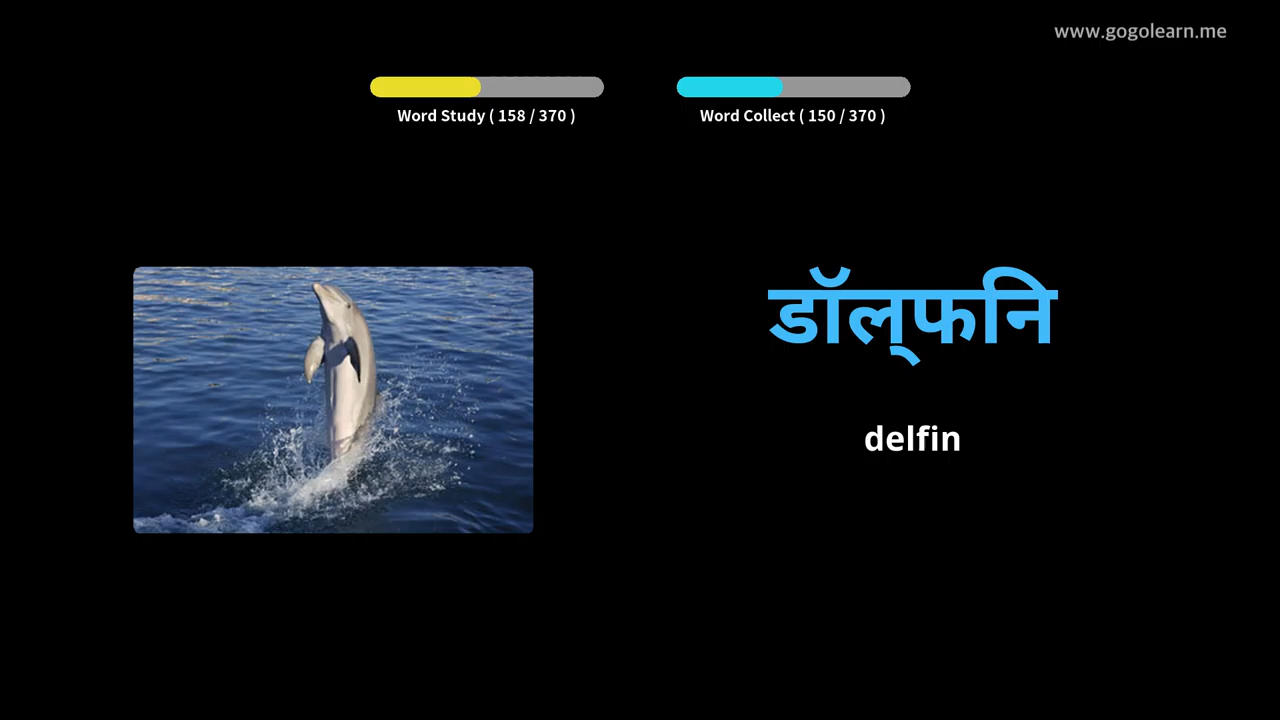 www.gogolearn.me
Word Study ( 158 / 370 )
Word Collect ( 150 / 370 )
डॉल्फनि
delfin